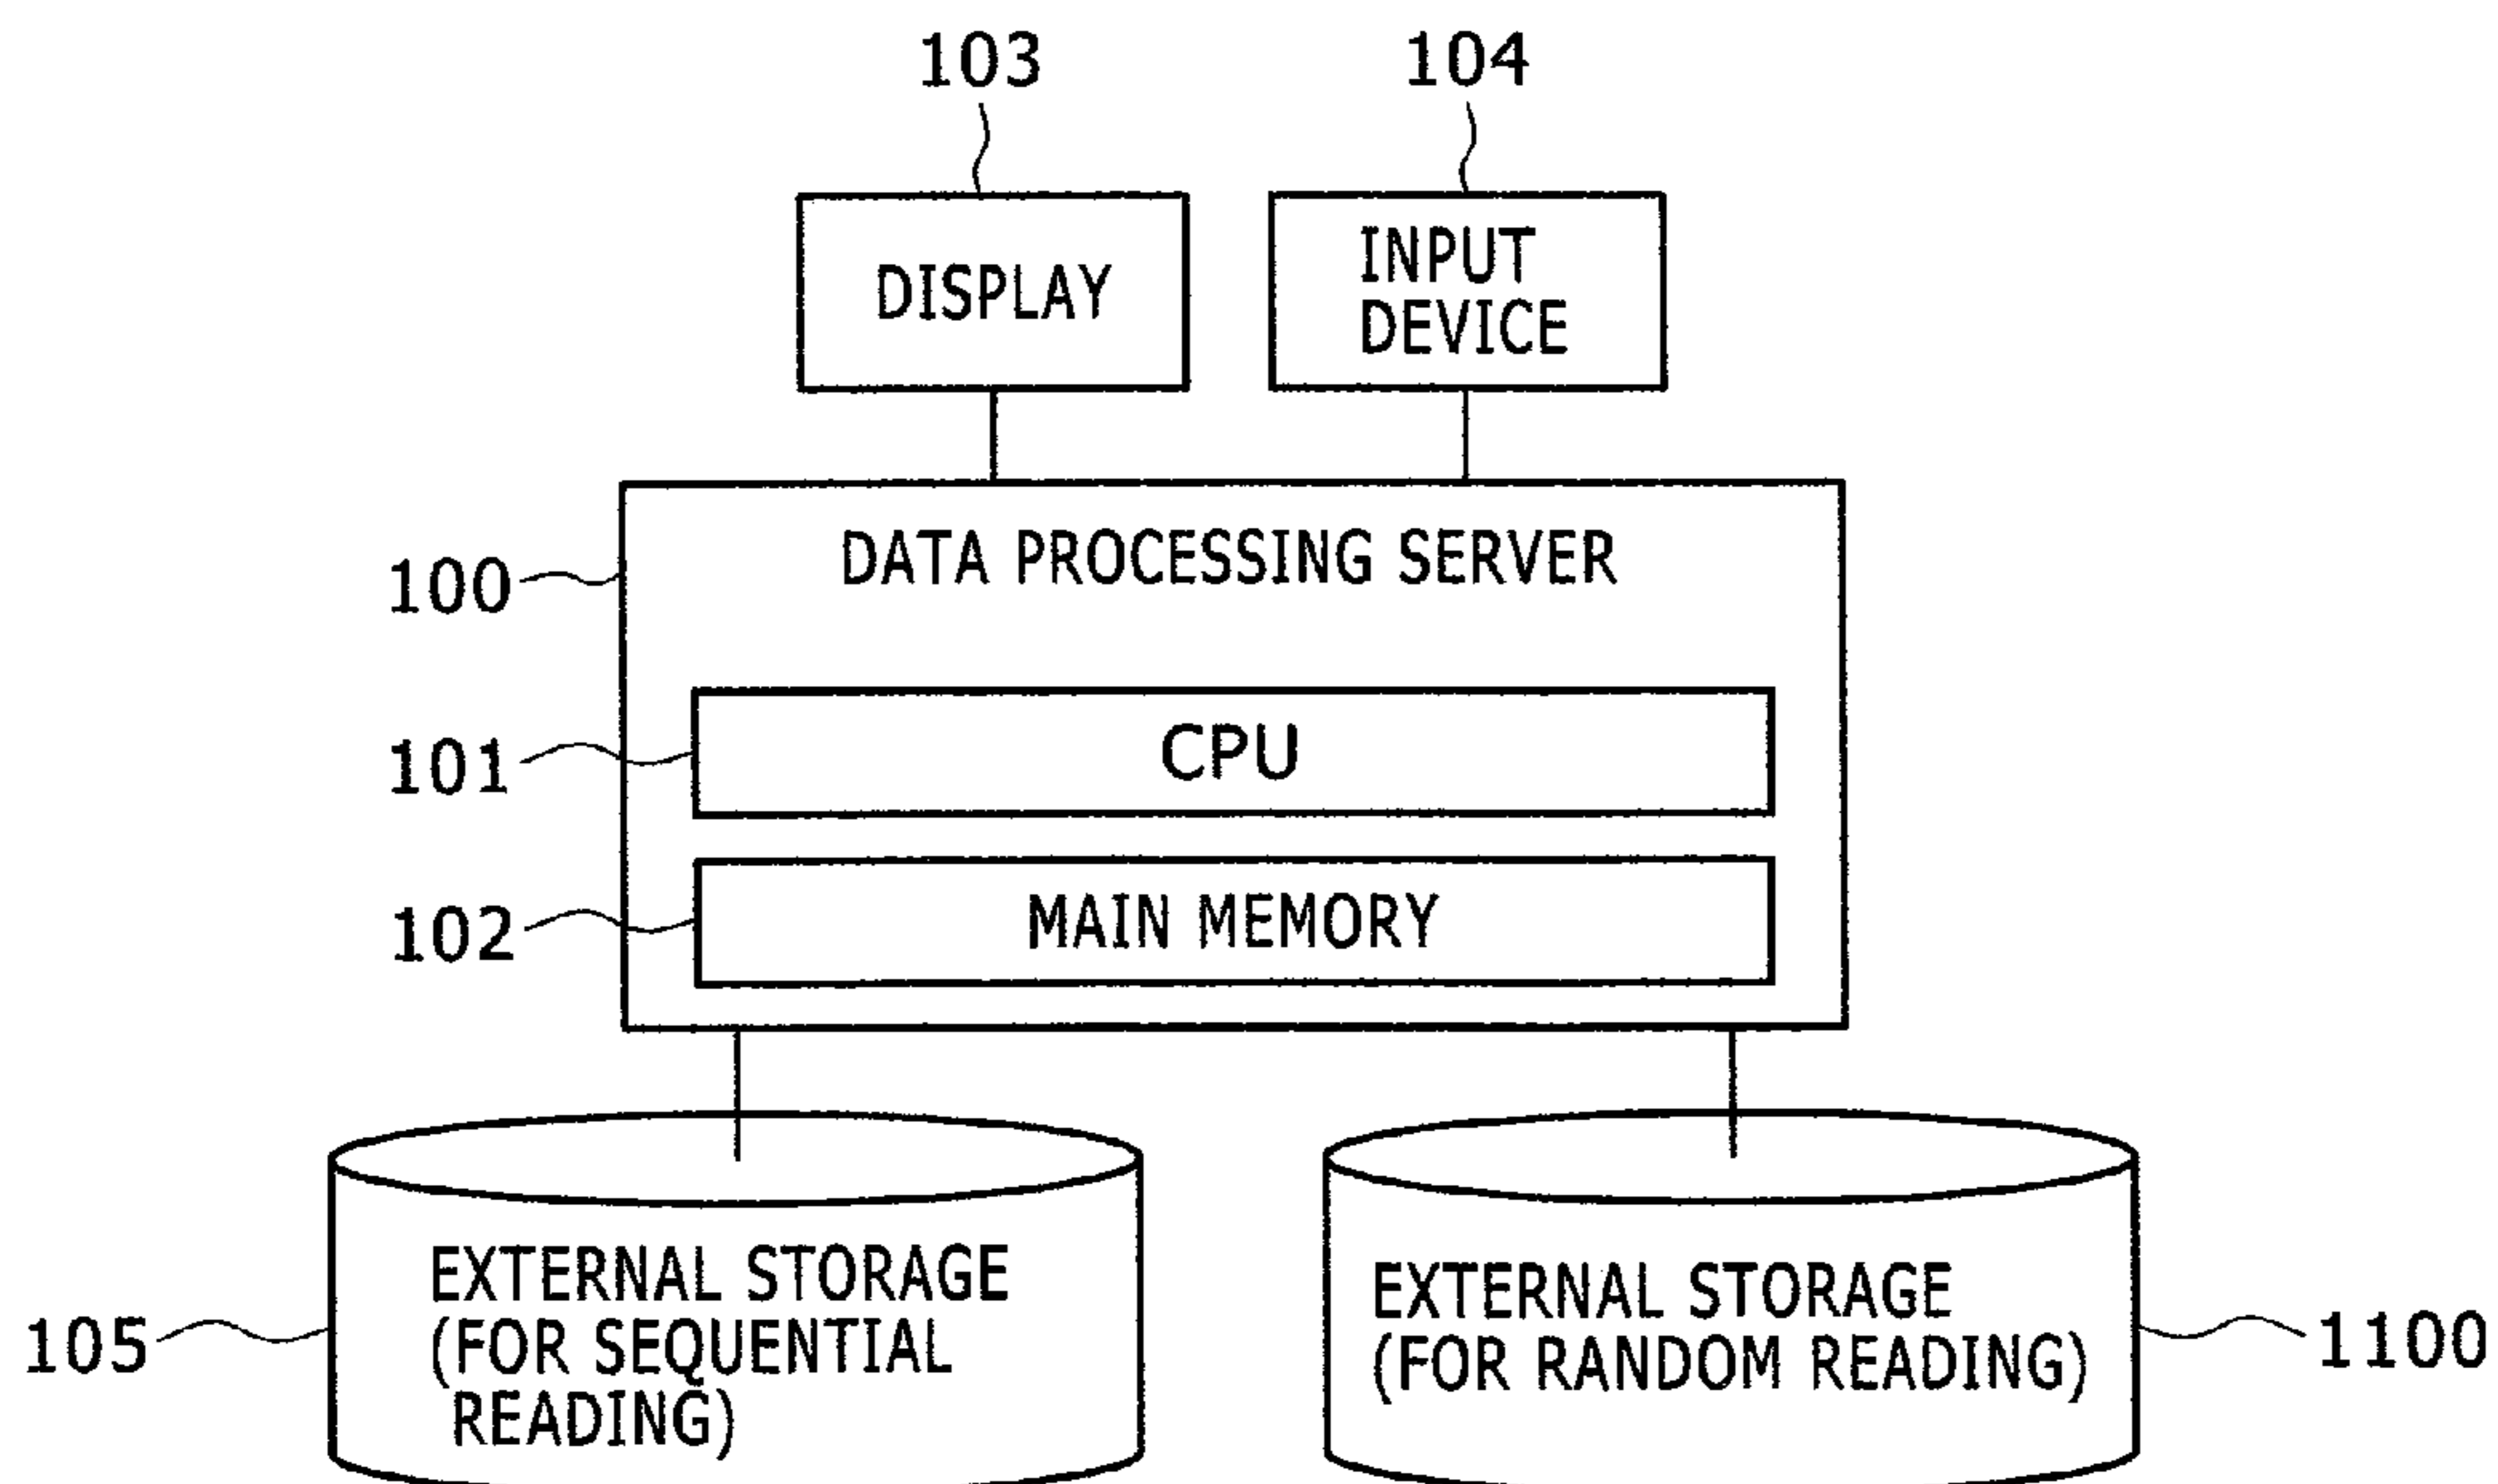 103
104
DISPLAY
INPUT
DEVICE
DATA PROCESSING SERVER
100
CPU
101
MAIN MEMORY
102
EXTERNAL STORAGE
(FOR SEQUENTIAL
READING)
105
EXTERNAL STORAGE
(FOR RANDOM READING)
1100